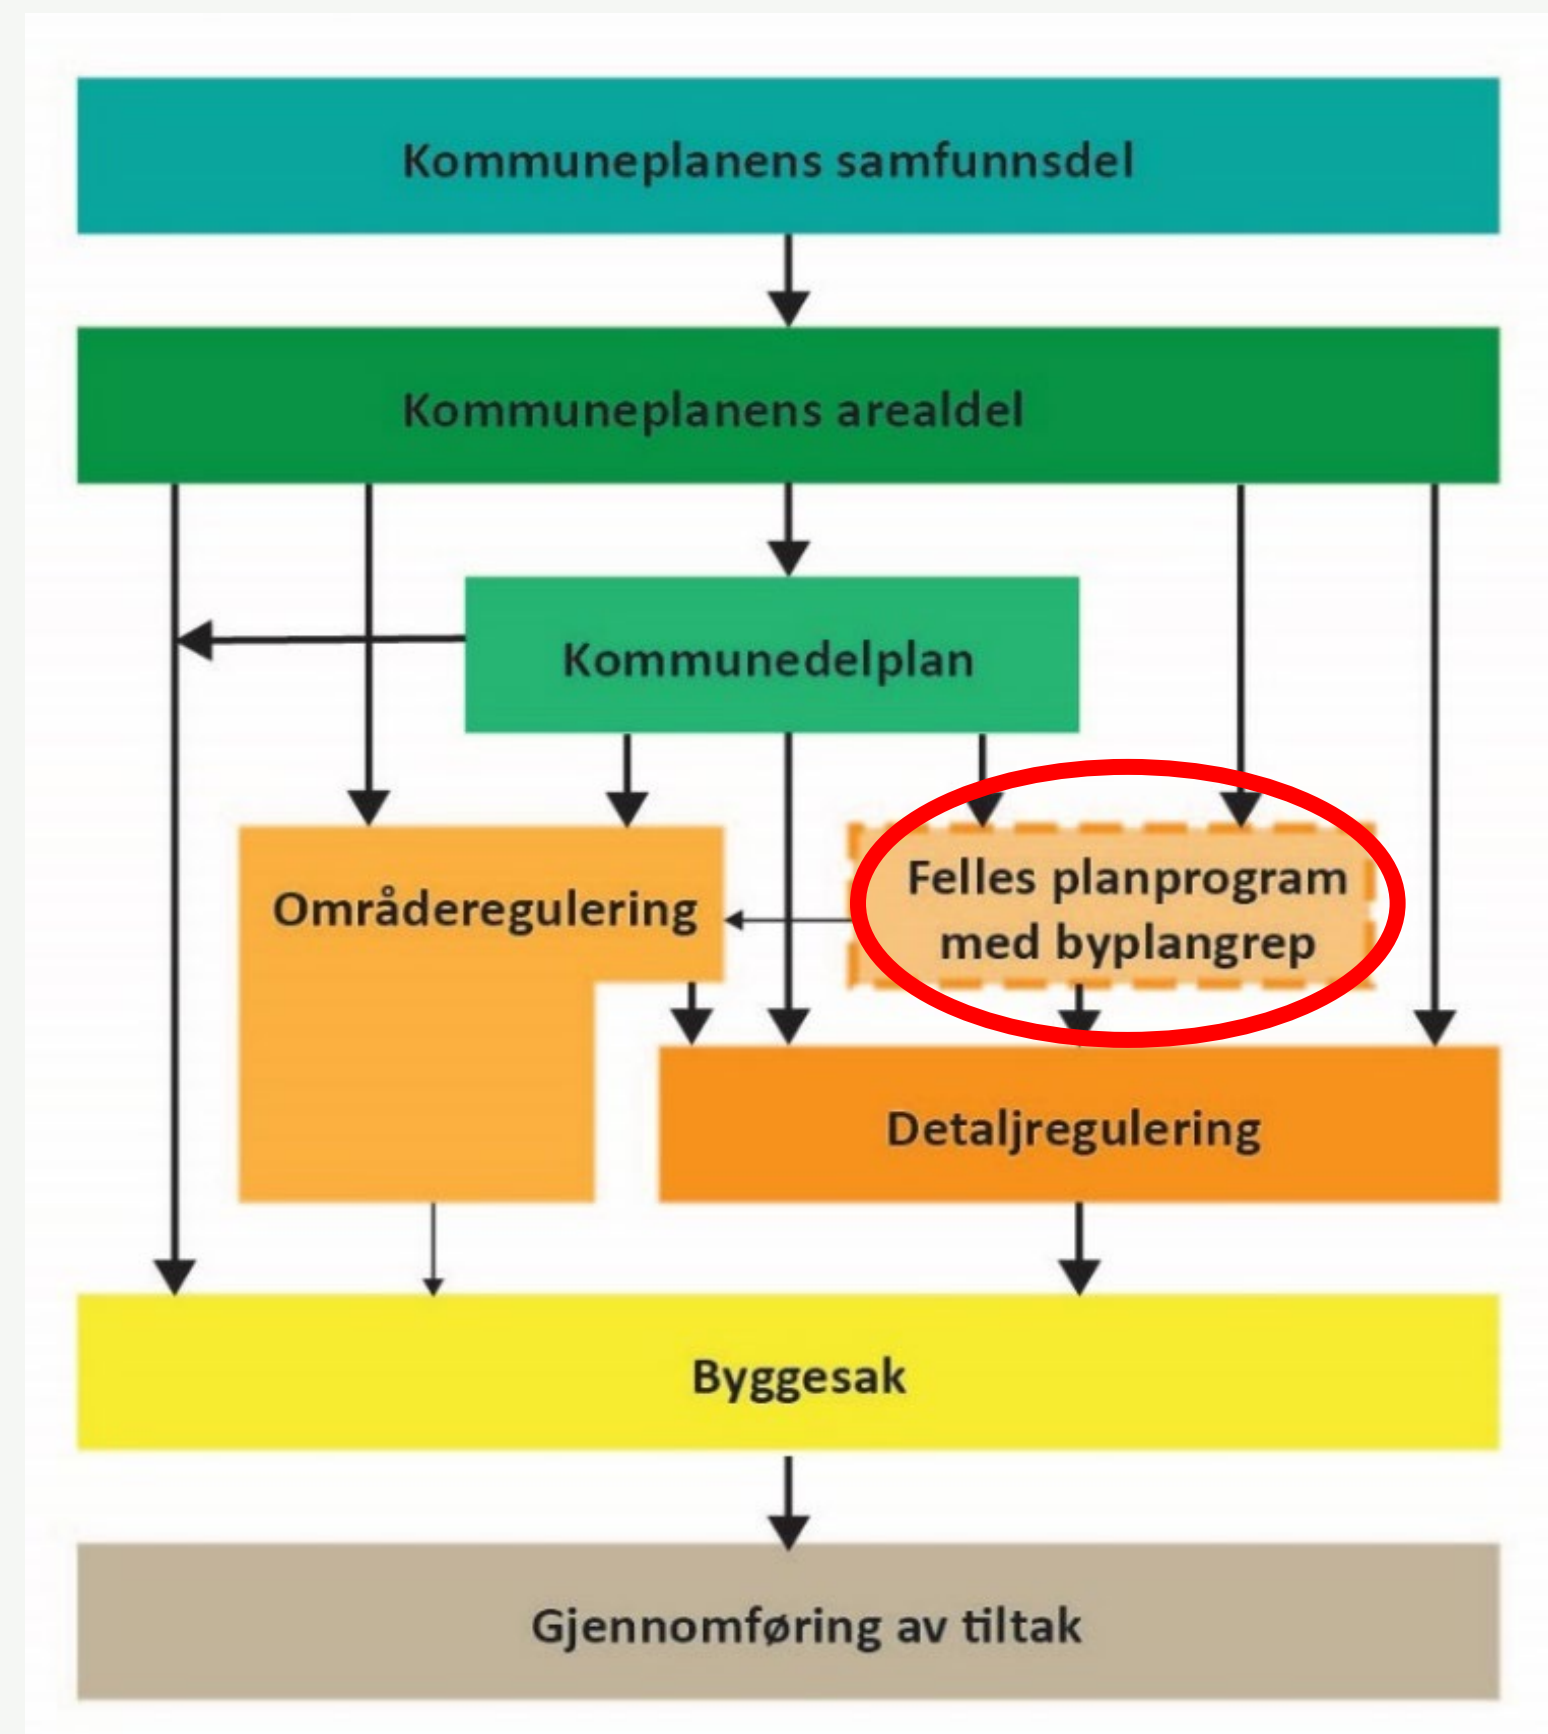 Kommuneplanens samfunnsdel
Kommuneplanens arealdel
Kommunedelplan
Områderegulering
Felles planprogram
med byplangrep
Detaljregulering
Byggesak
Gjennomføring av tiltak